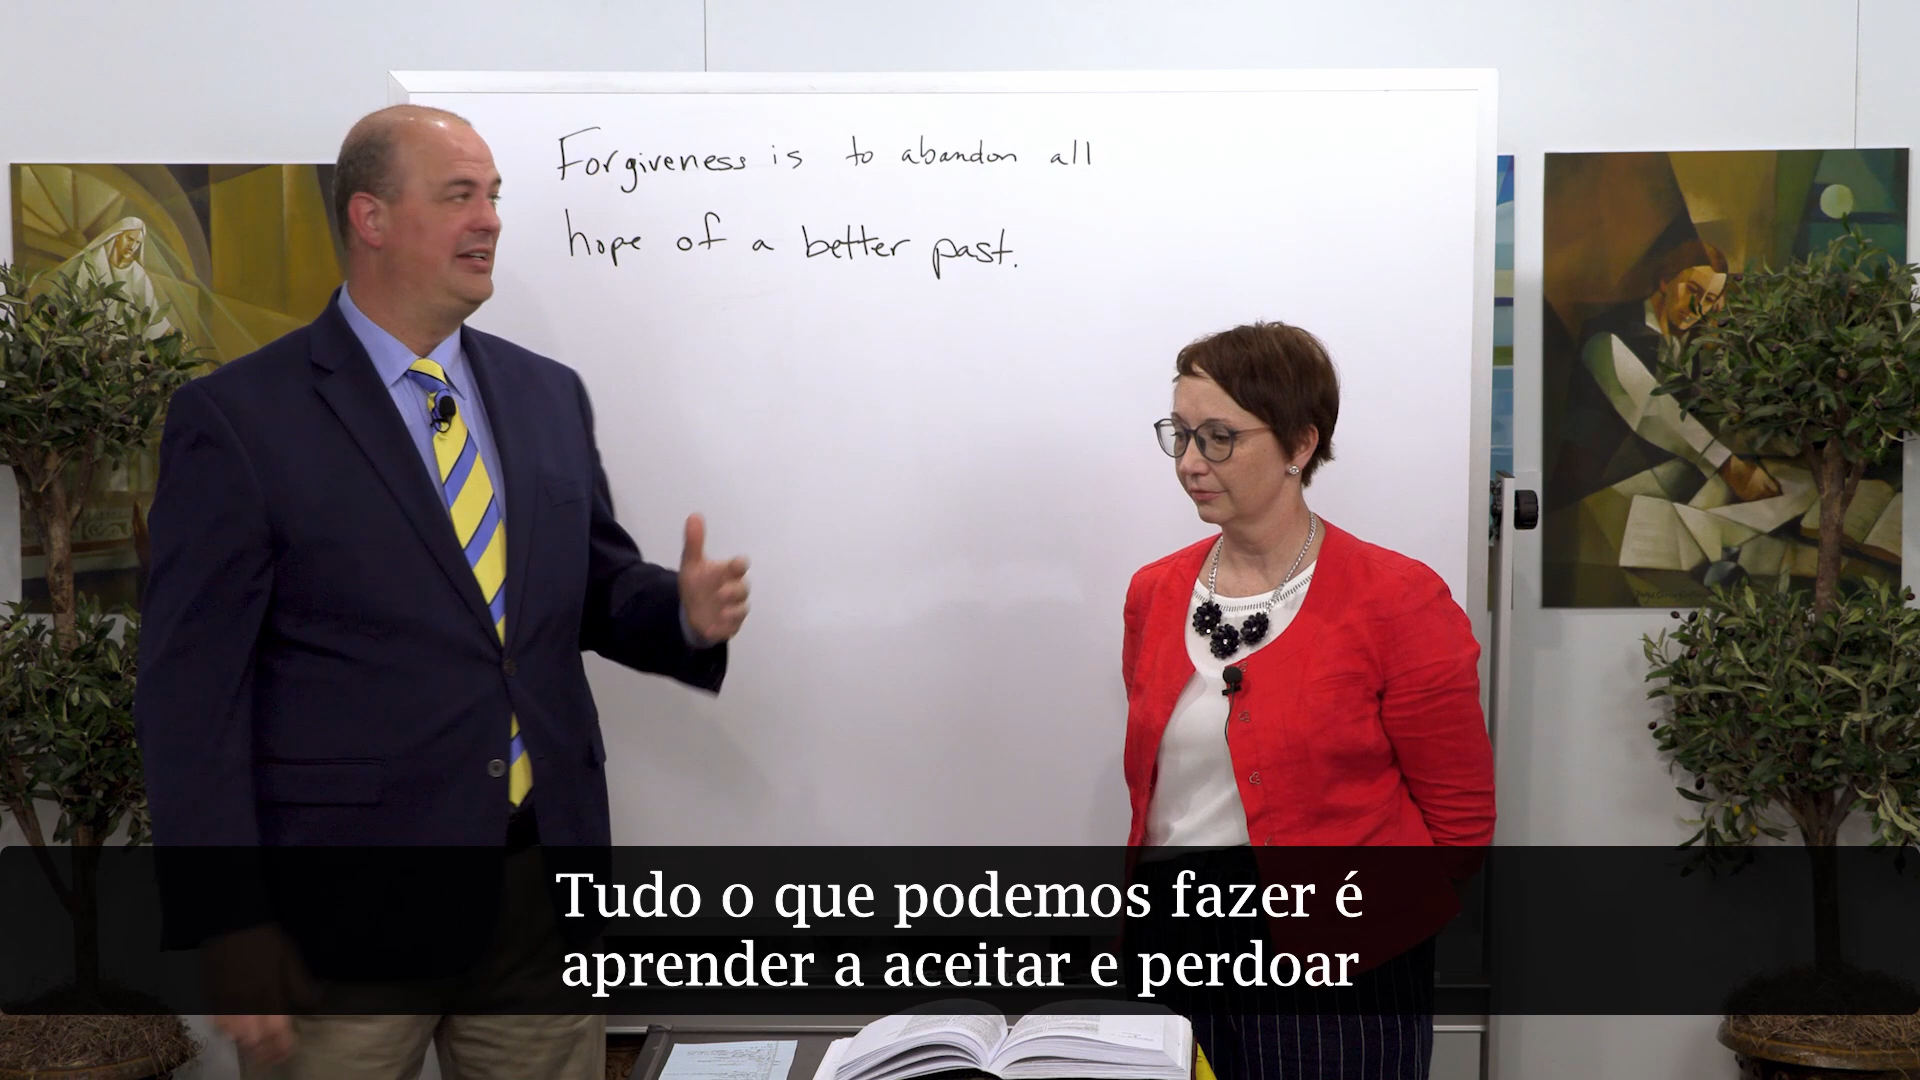 Forgiveness is to abandon all
hope of a better past.
Tudo o que podemos fazer é
aprender a aceitar e perdoar